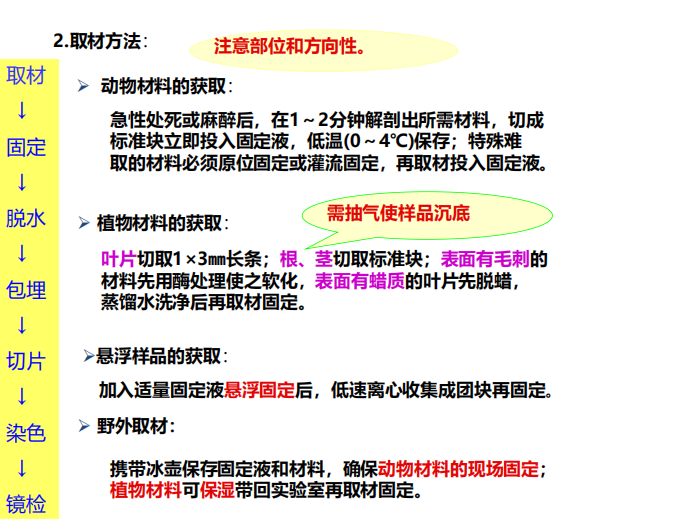 2.取材方法：
注意部位和方向性。
取材
↓
固定
↓
脱水
↓
包埋
↓
切片
↓
染色
↓
镜检
➢ 动物材料的获取：
急性处死或麻醉后，在1～2分钟解剖出所需材料，切成
标准块立即投入固定液，低温(0～4℃)保存；特殊难
取的材料必须原位固定或灌流固定，再取材投入固定液。
➢ 植物材料的获取：
需抽气使样品沉底
叶片切取1×3㎜长条；根、茎切取标准块；表面有毛刺的
材料先用酶处理使之软化，表面有蜡质的叶片先脱蜡，
蒸馏水洗净后再取材固定。
➢悬浮样品的获取：
加入适量固定液悬浮固定后，低速离心收集成团块再固定。
➢ 野外取材：
携带冰壶保存固定液和材料，确保动物材料的现场固定；
植物材料可保湿带回实验室再取材固定。